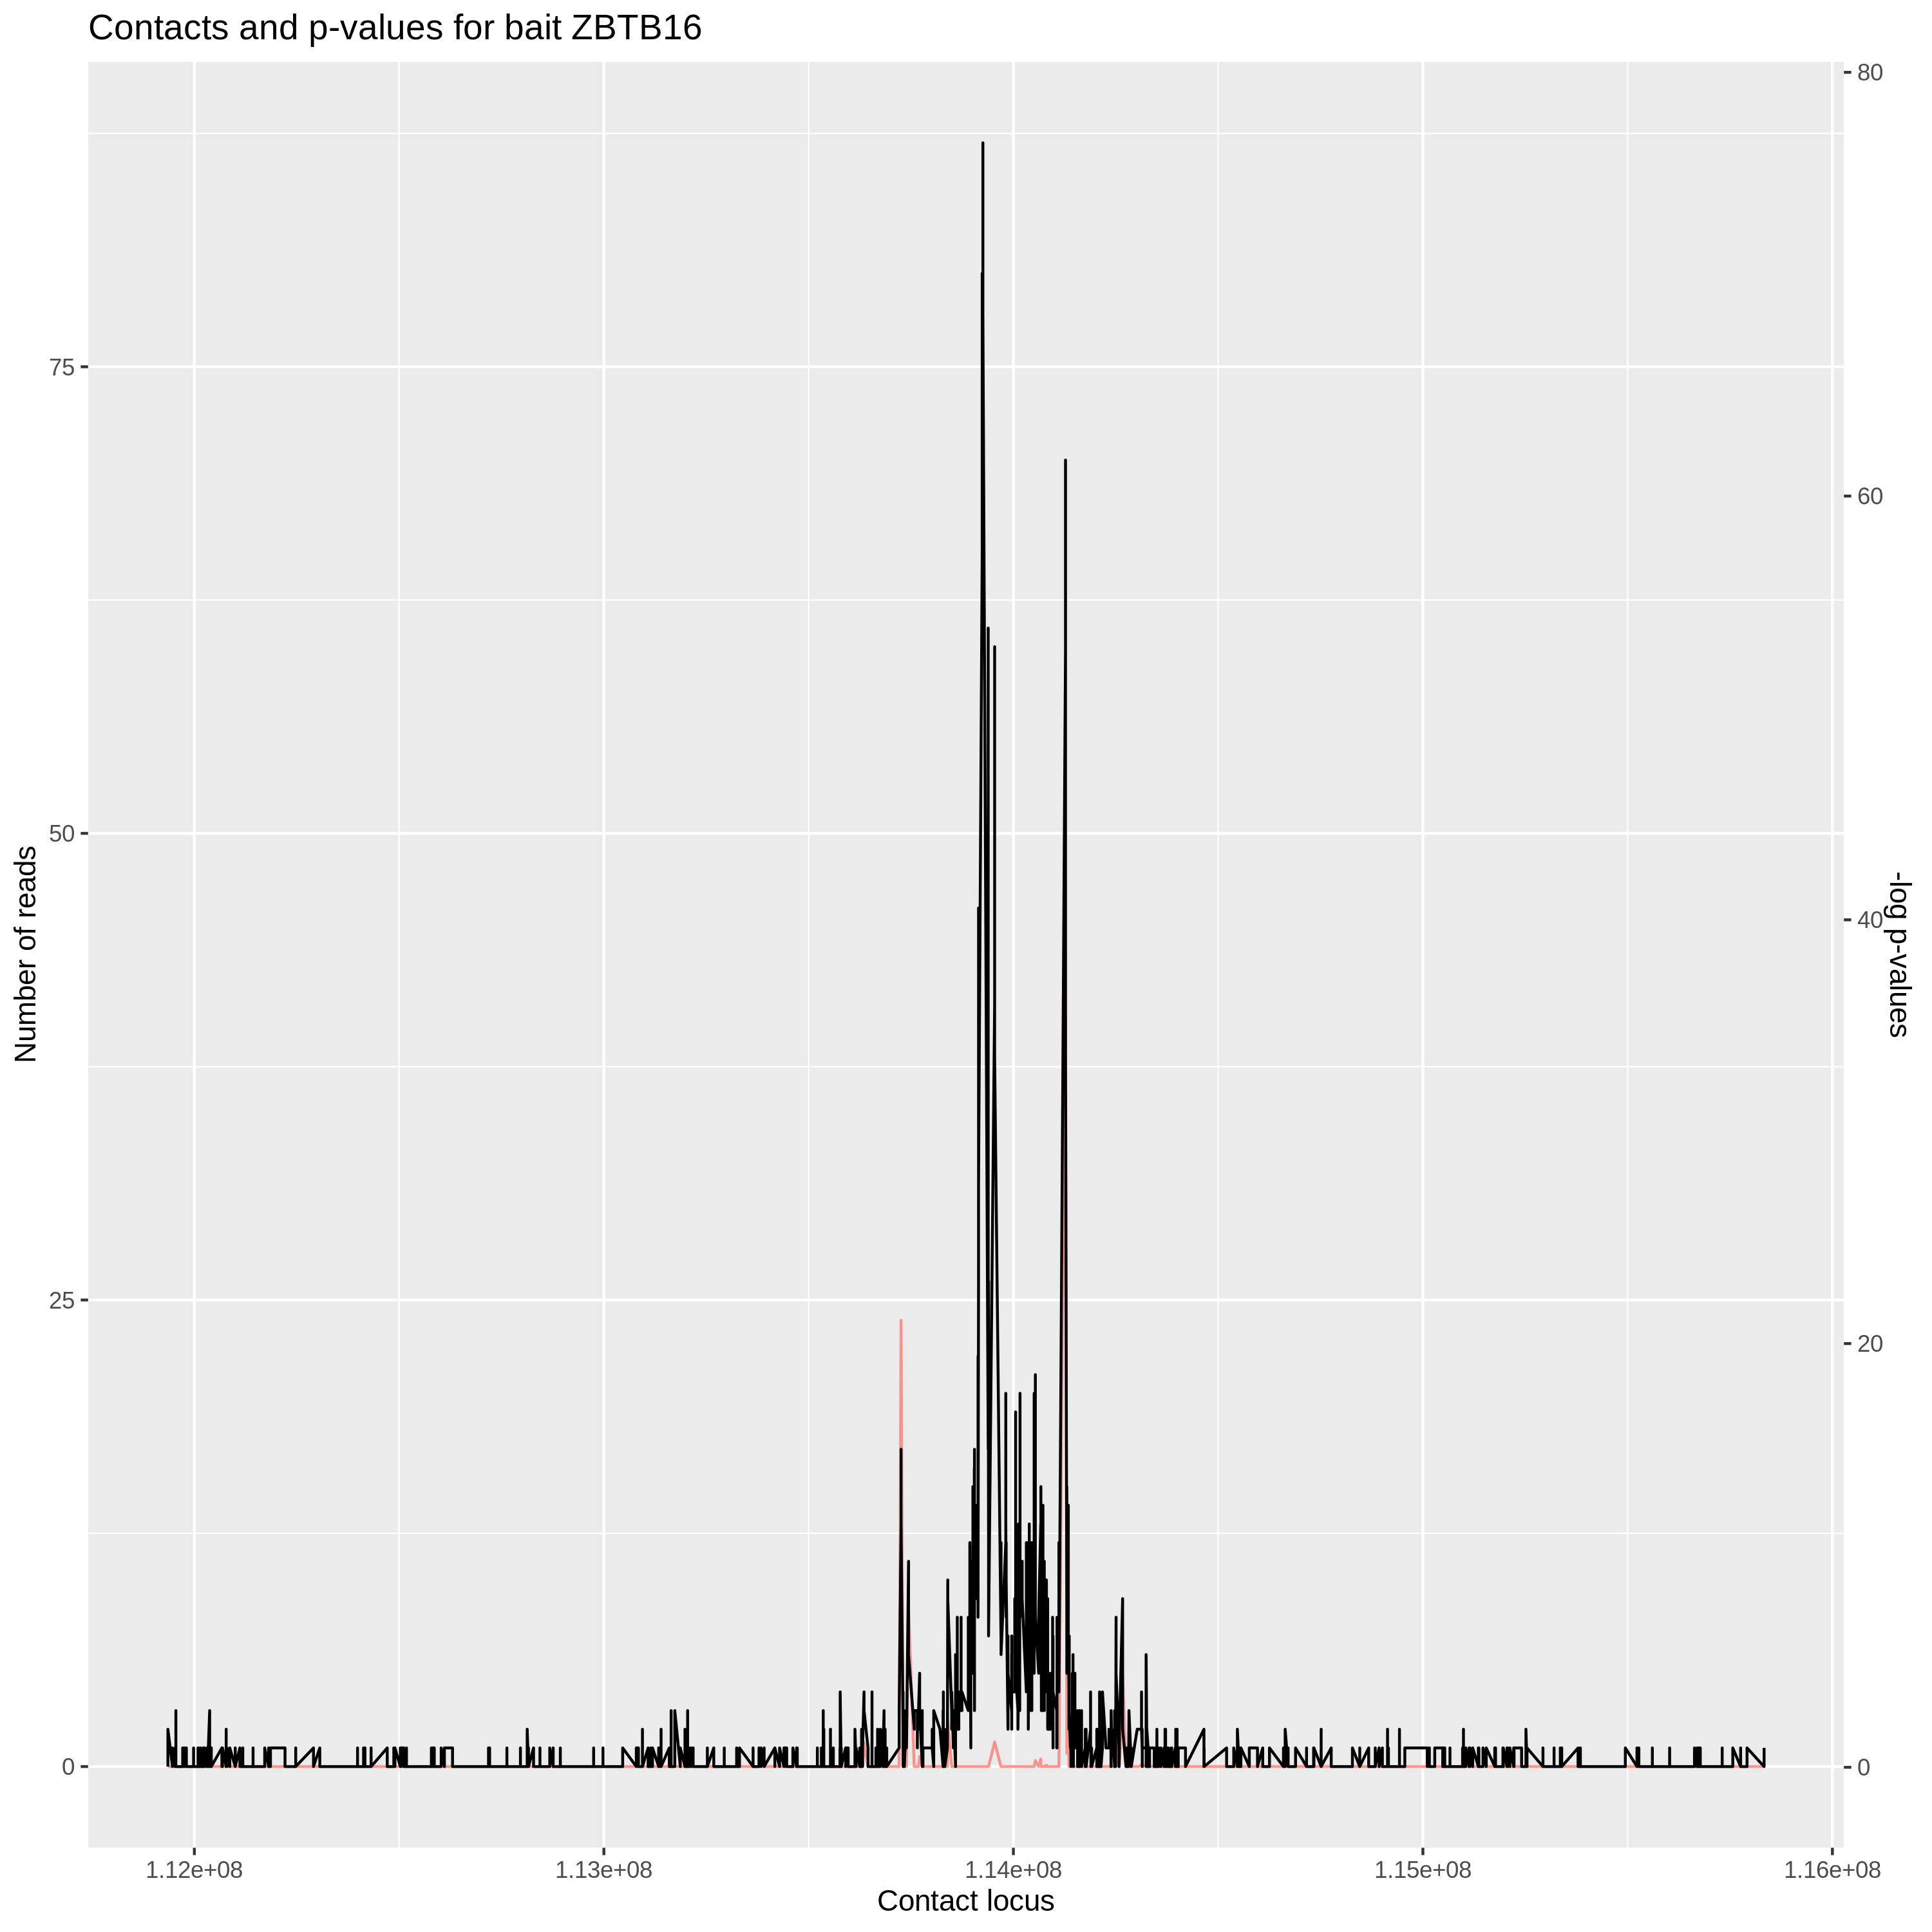 Contacts and p-values for bait ZBTB16
80
75
60
50
Number of reads
40
-log p-values
25
20
0
0
1.12e+08 1.13e+08 1.14e+08 1.15e+08 1.16e+08
Contact locus